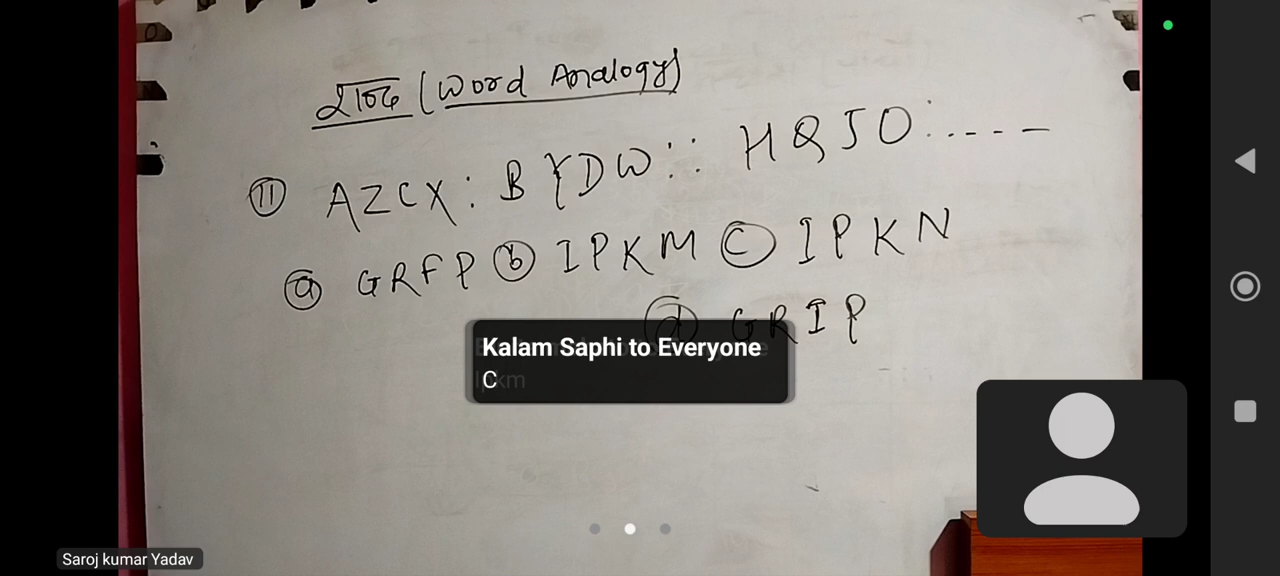 शब्द (Word Analogy)
11 AZCX : BYDW :: HQJO : -----
a GRFP b IPKM c IPKN
d GRIP
Kalam Saphi to Everyone
C
Saroj kumar Yadav